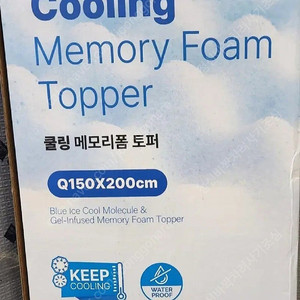 Cooling
Memory Foam
Topper
쿨링 메모리폼 토퍼
Q150X200cm
Blue Ice Cool Molecule &
Gel-Infused Memory Foam Topper
KEEP
COOLING
WATER
PROOF